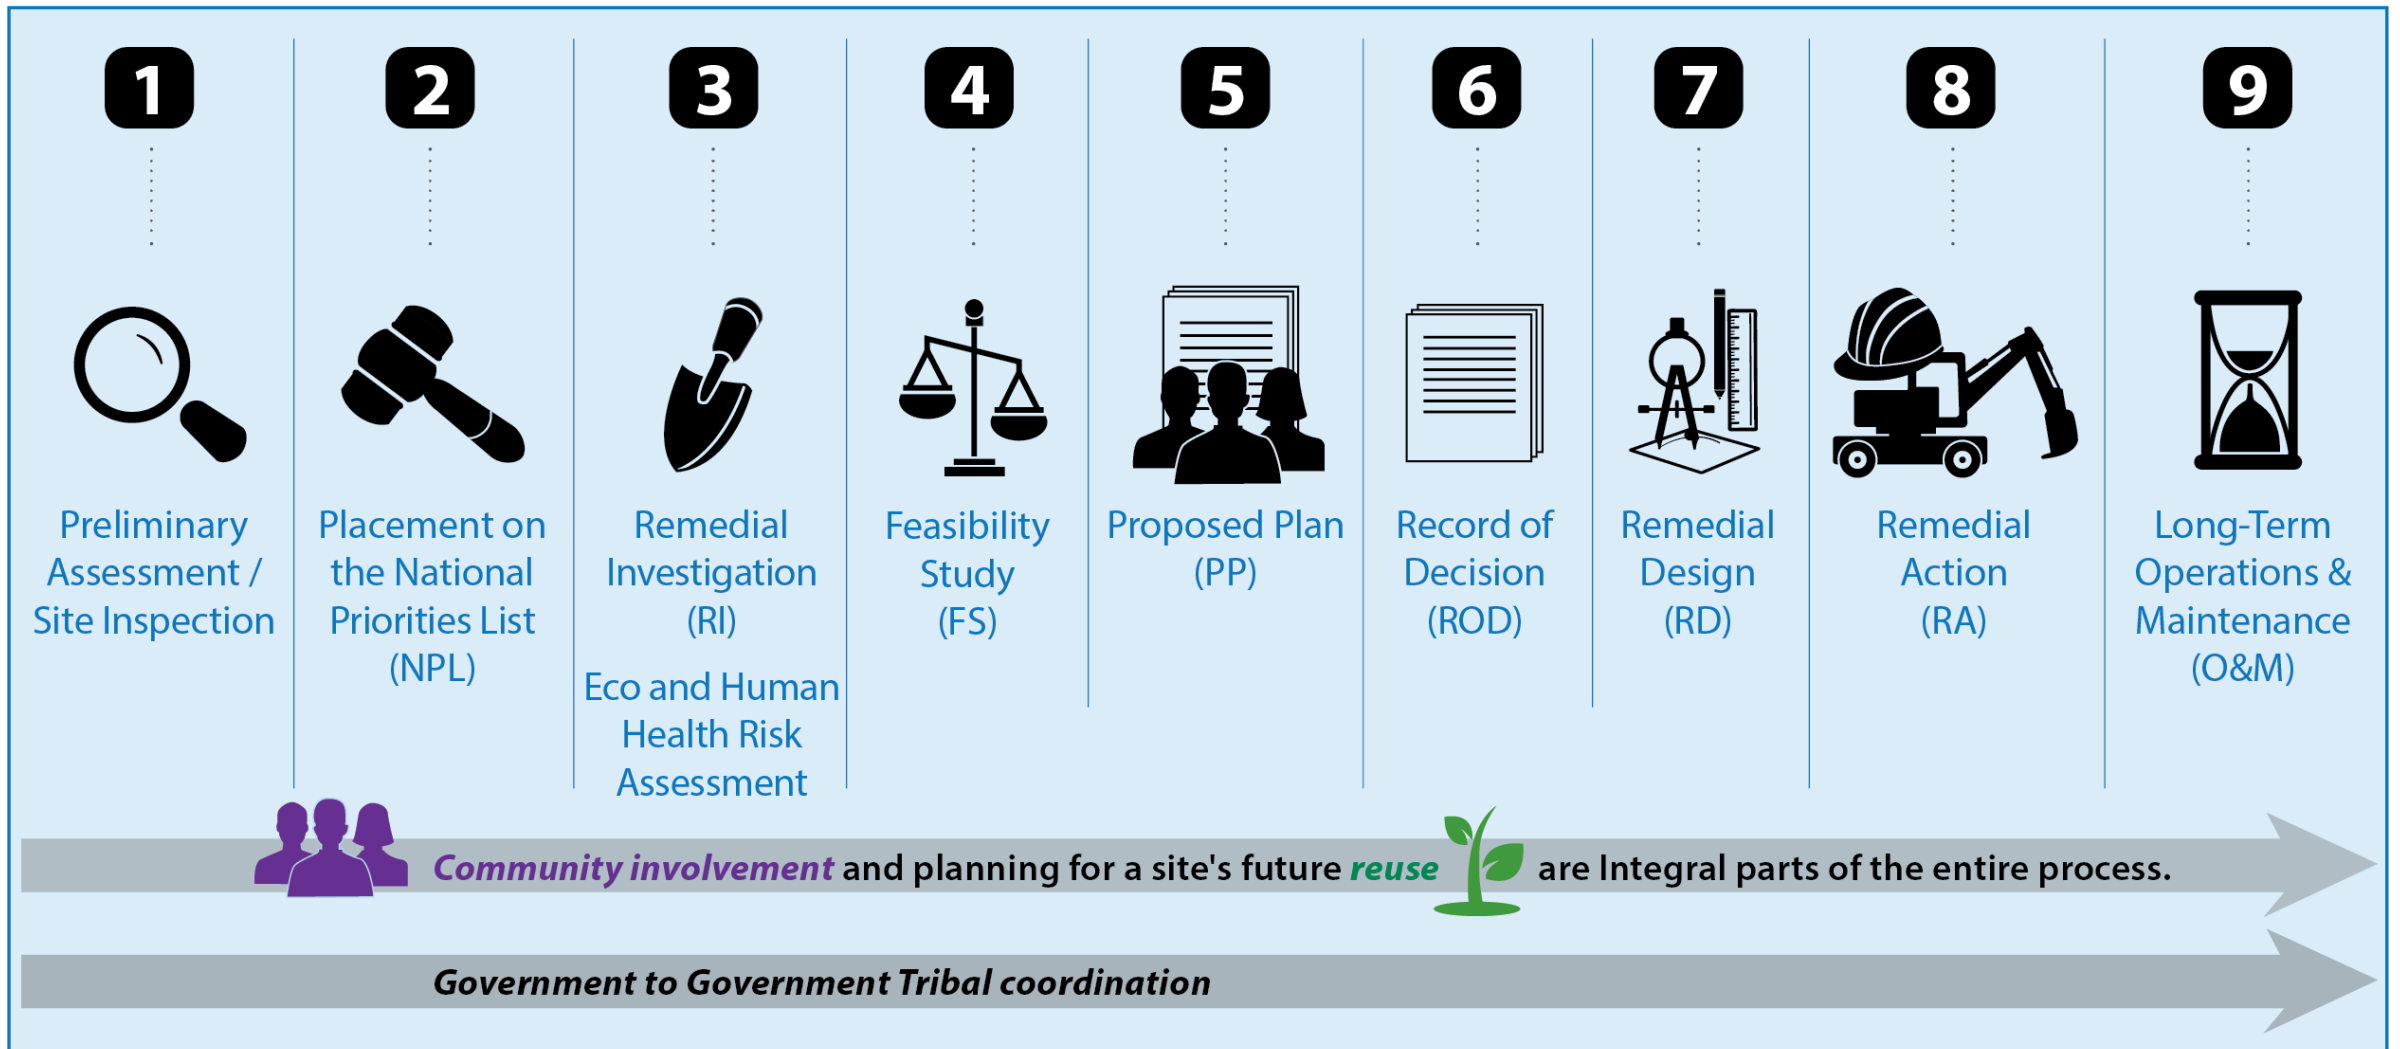 1
2
3
4
5
6
7
8
9
Preliminary
Assessment /
Site Inspection
Placement on
the National
Priorities List
(NPL)
Remedial
Investigation
(RI)
Eco and Human
Health Risk
Assessment
Feasibility
Study
(FS)
Proposed Plan
(PP)
Record of
Decision
(ROD)
Remedial
Design
(RD)
Remedial
Action
(RA)
Long-Term
Operations &
Maintenance
(O&M)
Community involvement and planning for a site's future reuse are Integral parts of the entire process.
Government to Government Tribal coordination